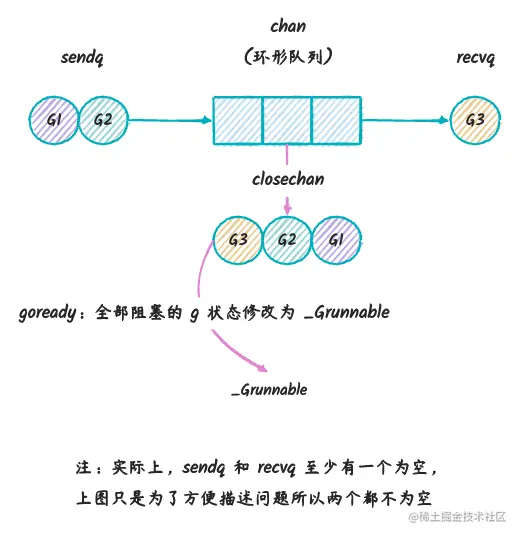 chan
(环形队列)
sendq
recvq
G1
G2
G3
closechan
G3
G2
G1
goready：全部阻塞的 g 状态修改为 _Grunnable
_Grunnable
注：实际上，sendq 和 recvq 至少有一个为空，
上图只是为了方便描述问题所以两个都不为空
@稀土掘金技术社区